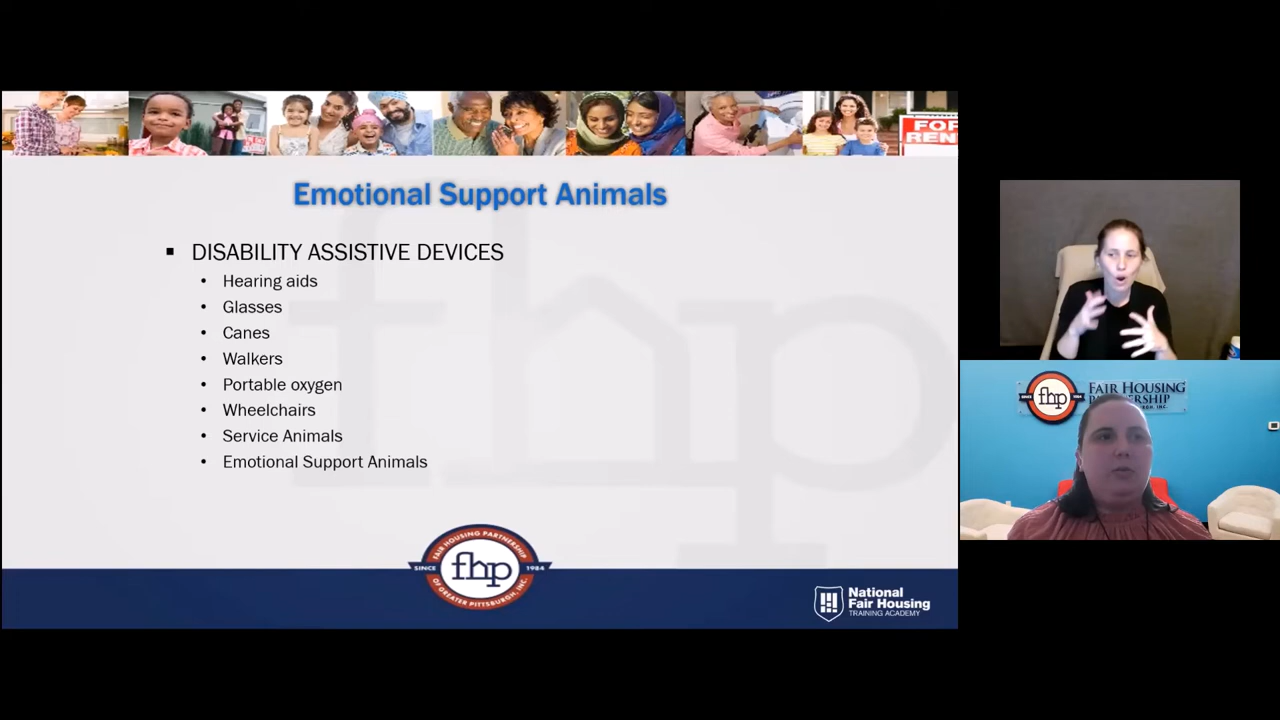 FOR
RENT
Emotional Support Animals
DISABILITY ASSISTIVE DEVICES
Hearing aids
Glasses
Canes
Walkers
Portable oxygen
Wheelchairs
Service Animals
Emotional Support Animals
fhp
FAIR HOUSING PARTNERSHIP
SINCE
fhp
1984
OF GREATER PITTSBURGH, INC.
National
Fair Housing
TRAINING ACADEMY
fhp
FAIR HOUSING